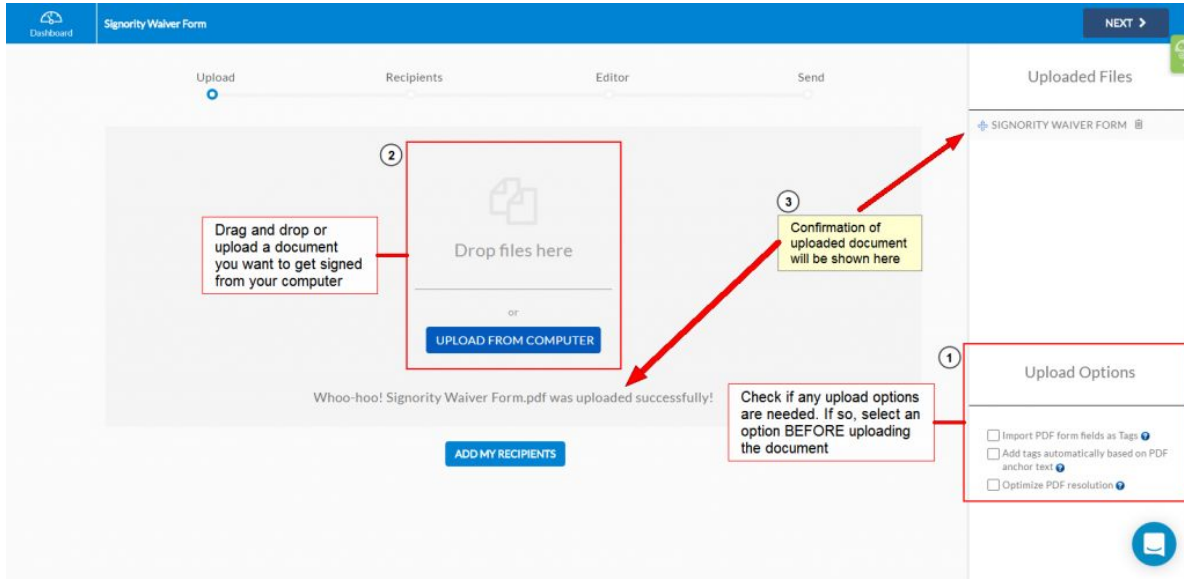 Dashboard
Signority Waiver Form
NEXT
Upload
Recipients
Editor
Send
Uploaded Files
SIGNORITY WAIVER FORM
2
Drop files here
or
UPLOAD FROM COMPUTER
Drag and drop or
upload a document
you want to get signed
from your computer
3
Confirmation of
uploaded document
will be shown here
Whoo-hoo! Signority Waiver Form.pdf was uploaded successfully!
ADD MY RECIPIENTS
1
Check if any upload options
are needed. If so, select an
option BEFORE uploading
the document
Upload Options
Import PDF form fields as Tags ?
Add tags automatically based on PDF
anchor text ?
Optimize PDF resolution ?